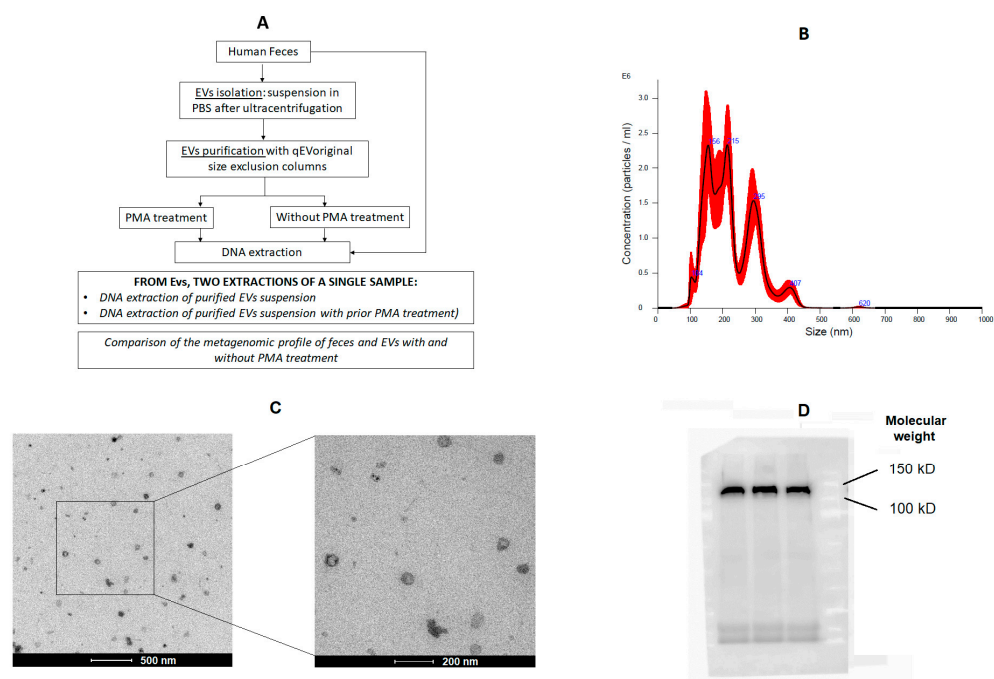 A
Human Feces
EVs isolation: suspension in
PBS after ultracentrifugation
EVs purification with qEVoriginal
size exclusion columns
PMA treatment
Without PMA treatment
DNA extraction
FROM Evs, TWO EXTRACTIONS OF A SINGLE SAMPLE:
• DNA extraction of purified EVs suspension
• DNA extraction of purified EVs suspension with prior PMA treatment)
Comparison of the metagenomic profile of feces and EVs with and
without PMA treatment
B
E6
3.0
2.5
2.0
1.5
1.0
0.5
0
Concentration (particles / ml)
620
0 100 200 300 400 500 600 700 800 900 1000
Size (nm)
C
500 nm
200 nm
D
Molecular
weight
150 kD
100 kD